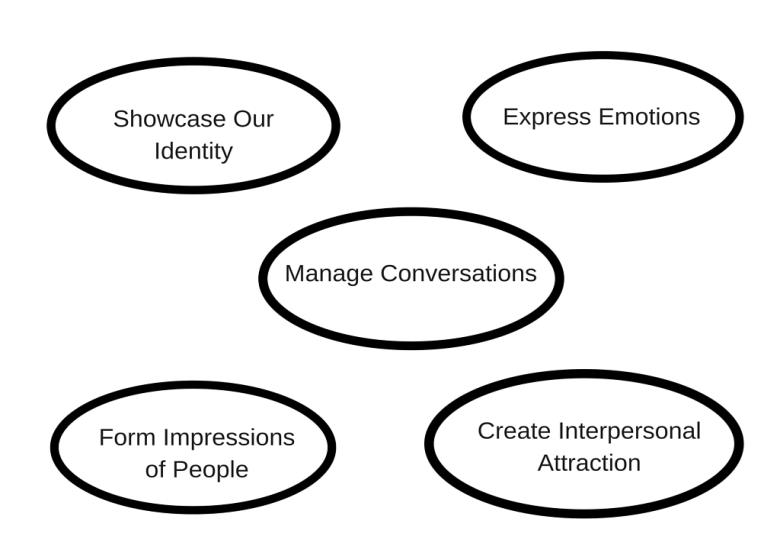 Showcase Our
Identity
Express Emotions
Manage Conversations
Form Impressions
of People
Create Interpersonal
Attraction